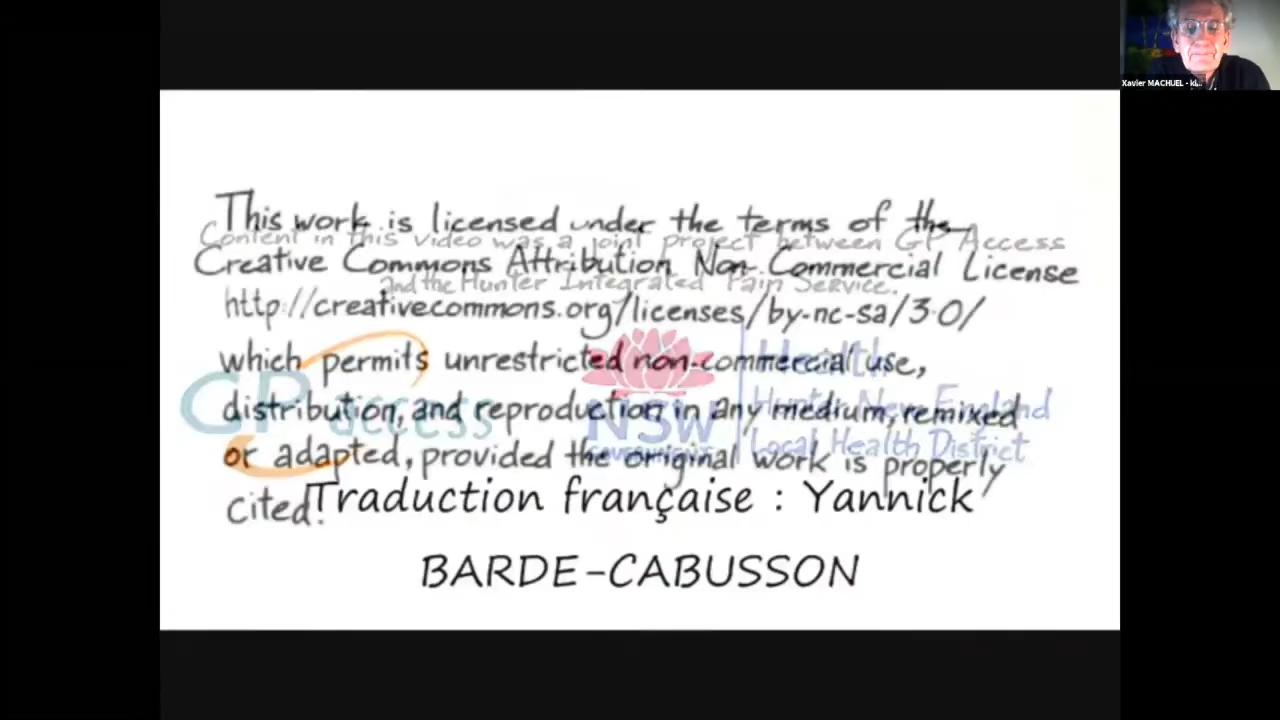 Xavier MACHUEL - ki...
This work is licensed under the terms of the
Content in this video was a joint project between GP Access
Creative Commons Attribution Non-Commercial License
and the Hunter Integrated Pain Service.
http://creativecommons.org/licenses/by-nc-sa/3.0/
which permits unrestricted non-commercial use,
Health
distribution, and reproduction in any medium, remixed
Hunter New England
GP access
NSW
GOVERNMENT
Local Health District
or adapted, provided the original work is properly
cited.
Traduction française : Yannick
BARDE-CABUSSON